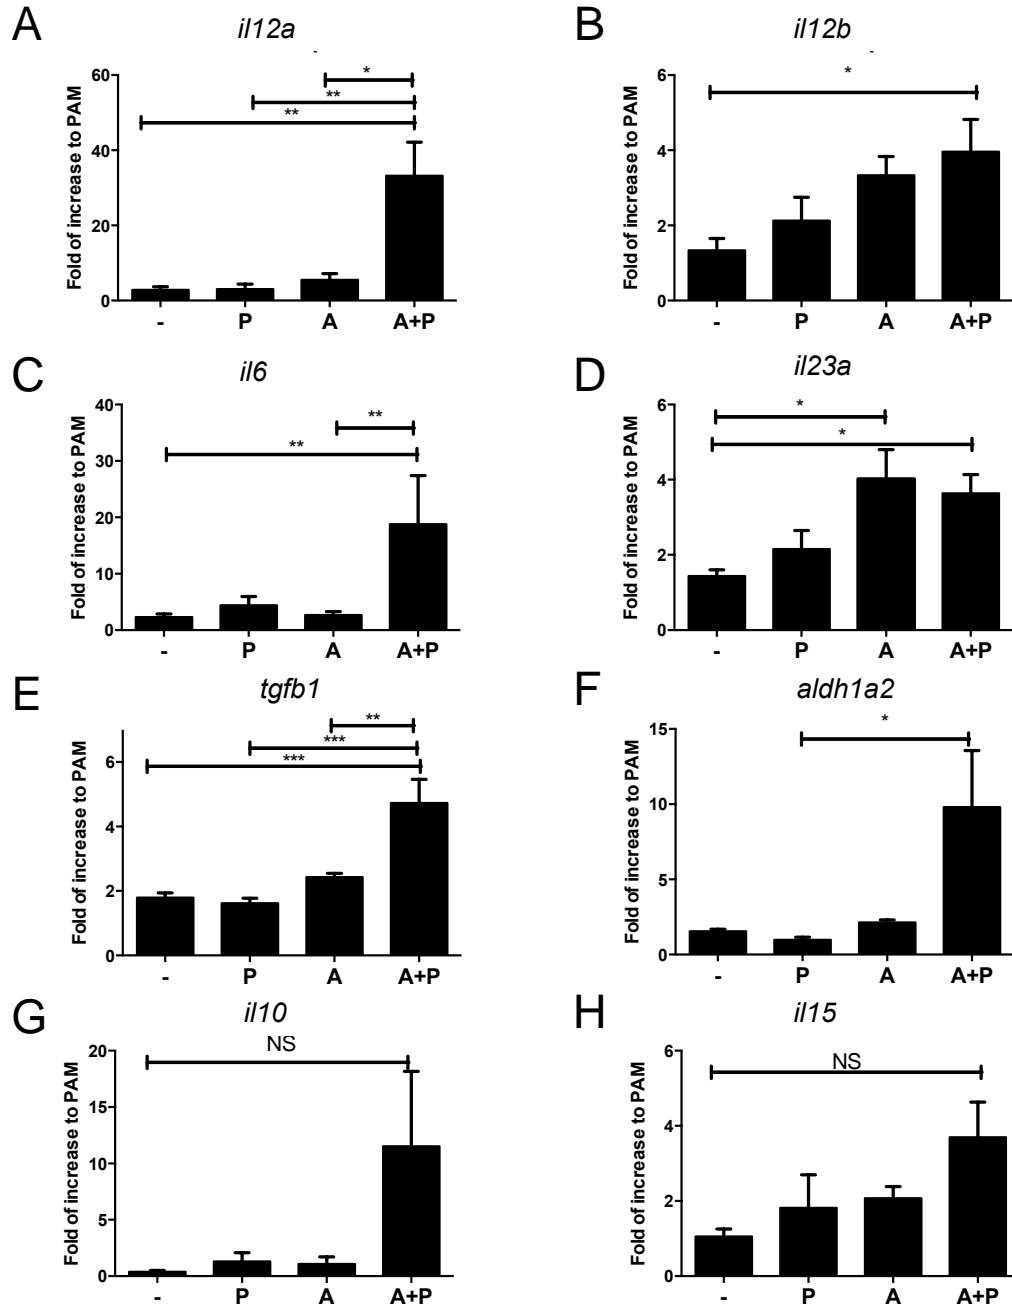 A
il12a
*
**
**
Fold of increase to PAM
60
40
20
0
- P A A+P
B
il12b
*
Fold of increase to PAM
6
4
2
0
- P A A+P
C
il6
**
**
Fold of increase to PAM
40
30
20
10
0
- P A A+P
D
il23a
*
*
Fold of increase to PAM
6
4
2
0
- P A A+P
E
tgfb1
**
***
***
Fold of increase to PAM
6
4
2
0
- P A A+P
F
aldh1a2
*
Fold of increase to PAM
15
10
5
0
- P A A+P
G
il10
NS
Fold of increase to PAM
20
15
10
5
0
- P A A+P
H
il15
NS
Fold of increase to PAM
6
4
2
0
- P A A+P